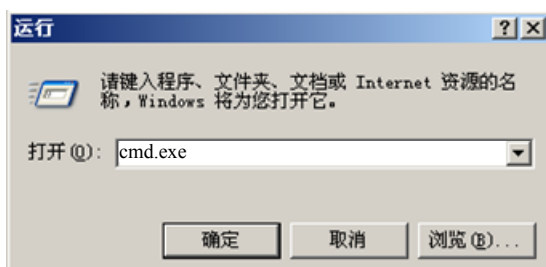 运行
请键入程序、文件夹、文档或 Internet 资源的名
称，Windows 将为您打开它。
打开(O): cmd.exe
确定 取消 浏览(B)...